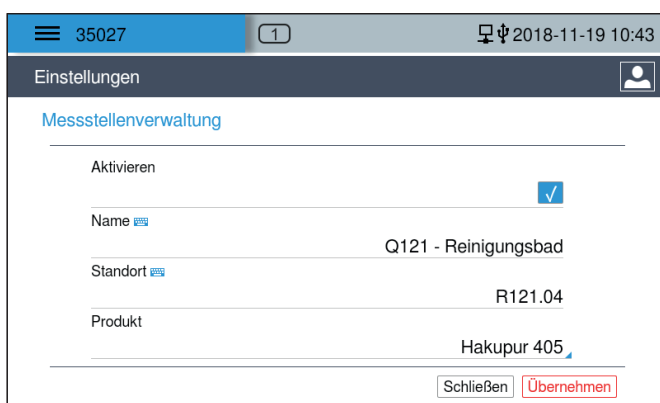 35027 1 2018-11-19 10:43
Einstellungen
Messstellenverwaltung
Aktivieren
Name
Q121 - Reinigungsbad
Standort
R121.04
Produkt
Hakupur 405
Schließen Übernehmen